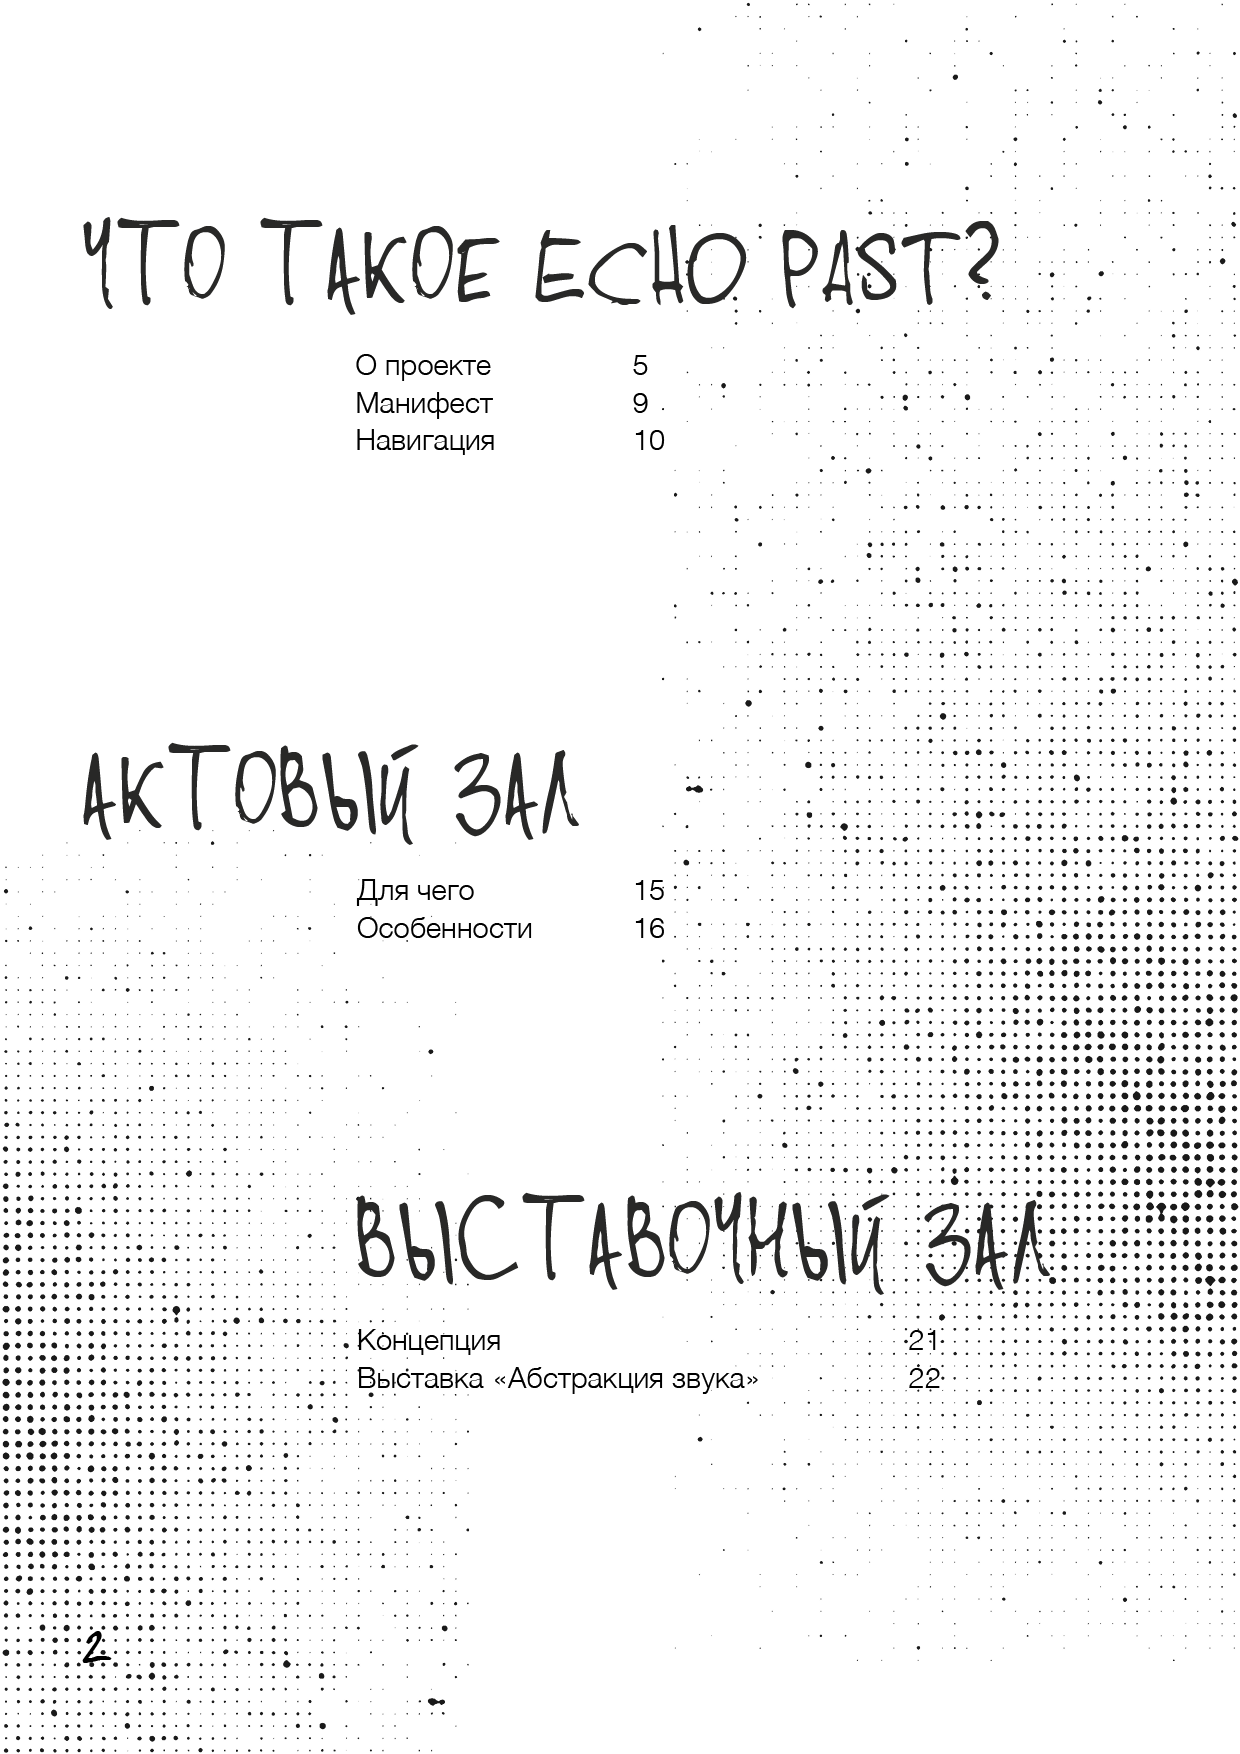 ЧТО ТАКОЕ ECHO PAST?
О проекте 5
Манифест 9
Навигация 10
АКТОВЫЙ ЗАЛ
Для чего 15
Особенности 16
ВЫСТАВОЧНЫЙ ЗАЛ
Концепция 21
Выставка «Абстракция звука» 22
2